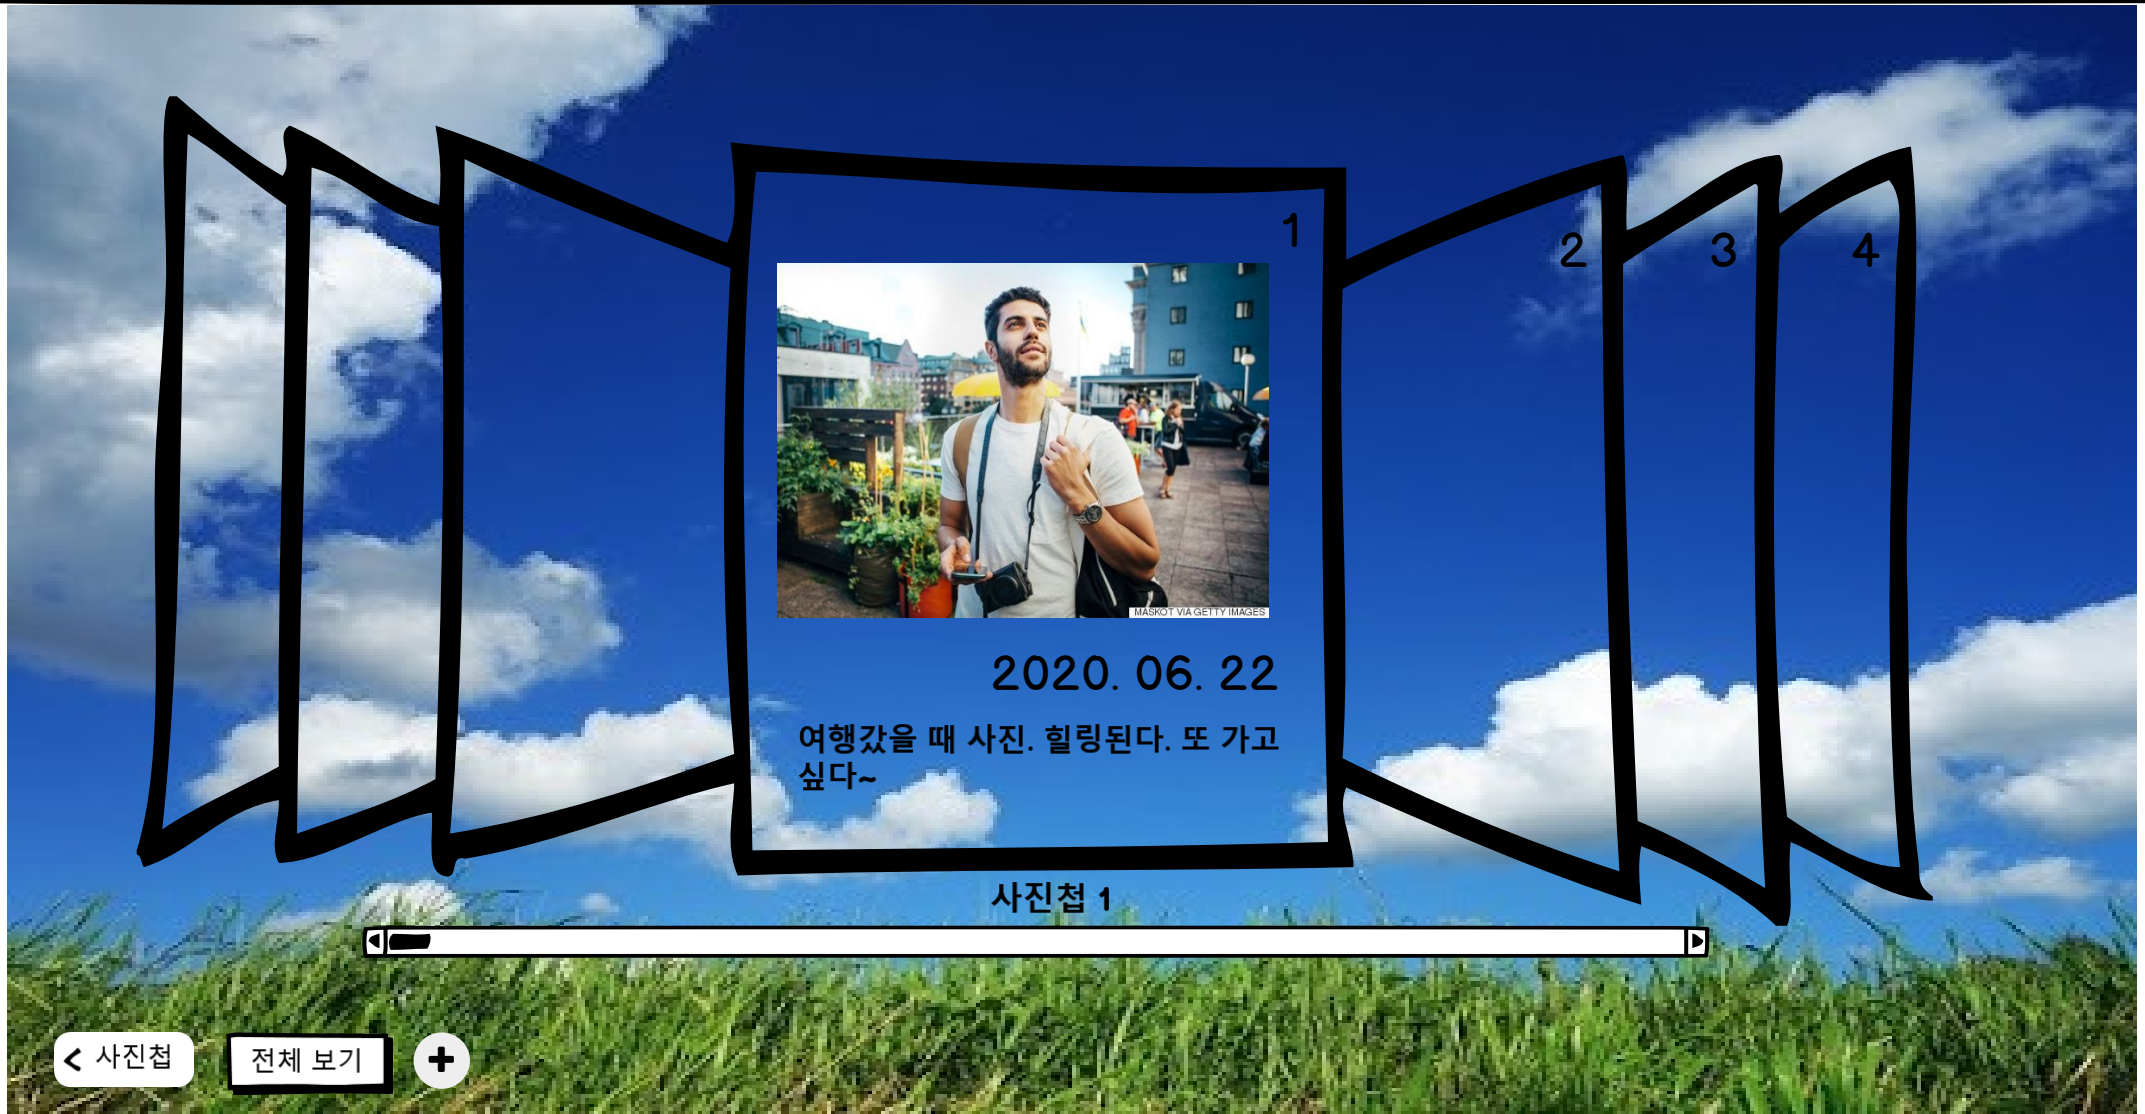 1
2
3
4
MASKOT VIA GETTY IMAGES
2020. 06. 22
여행갔을 때 사진. 힐링된다. 또 가고
싶다~
사진첩 1
사진첩
전체 보기